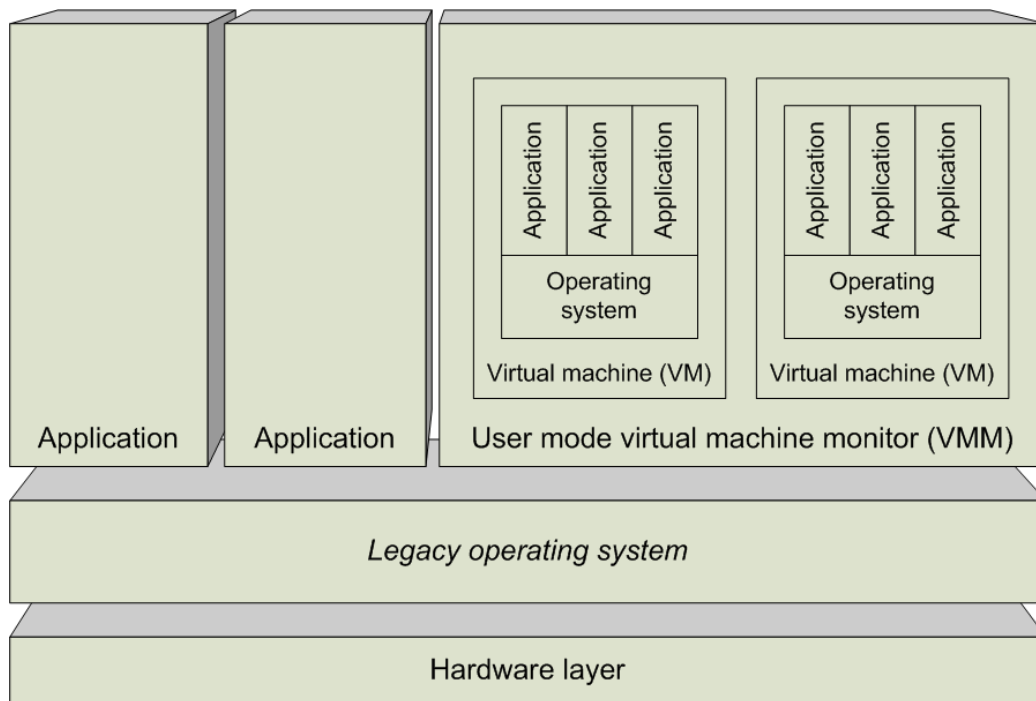 Application
Application
Application
Operating
system
Virtual machine (VM)
Application
Application
Application
Operating
system
Virtual machine (VM)
Application
Application
User mode virtual machine monitor (VMM)
Legacy operating system
Hardware layer